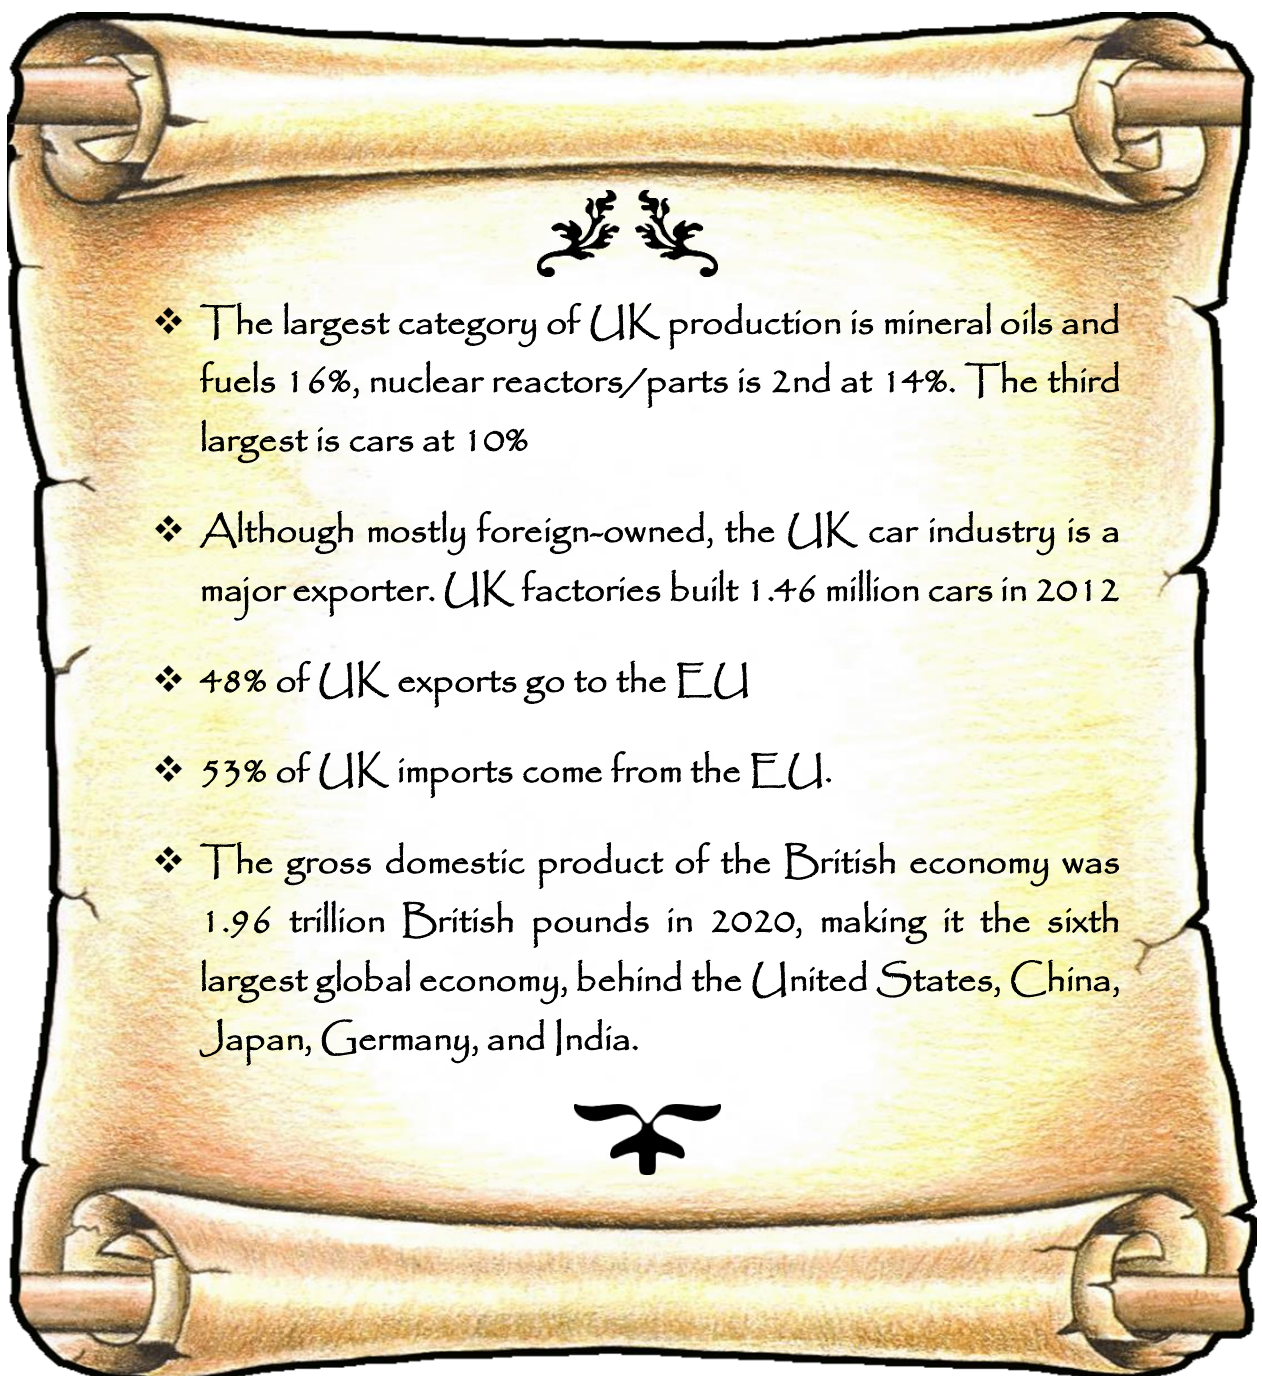 ❖ The largest category of UK production is mineral oils and
fuels 16%, nuclear reactors/parts is 2nd at 14%. The third
largest is cars at 10%
❖ Although mostly foreign-owned, the UK car industry is a
major exporter. UK factories built 1.46 million cars in 2012
❖ 48% of UK exports go to the EU
❖ 53% of UK imports come from the EU.
❖ The gross domestic product of the British economy was
1.96 trillion British pounds in 2020, making it the sixth
largest global economy, behind the United States, China,
Japan, Germany, and India.